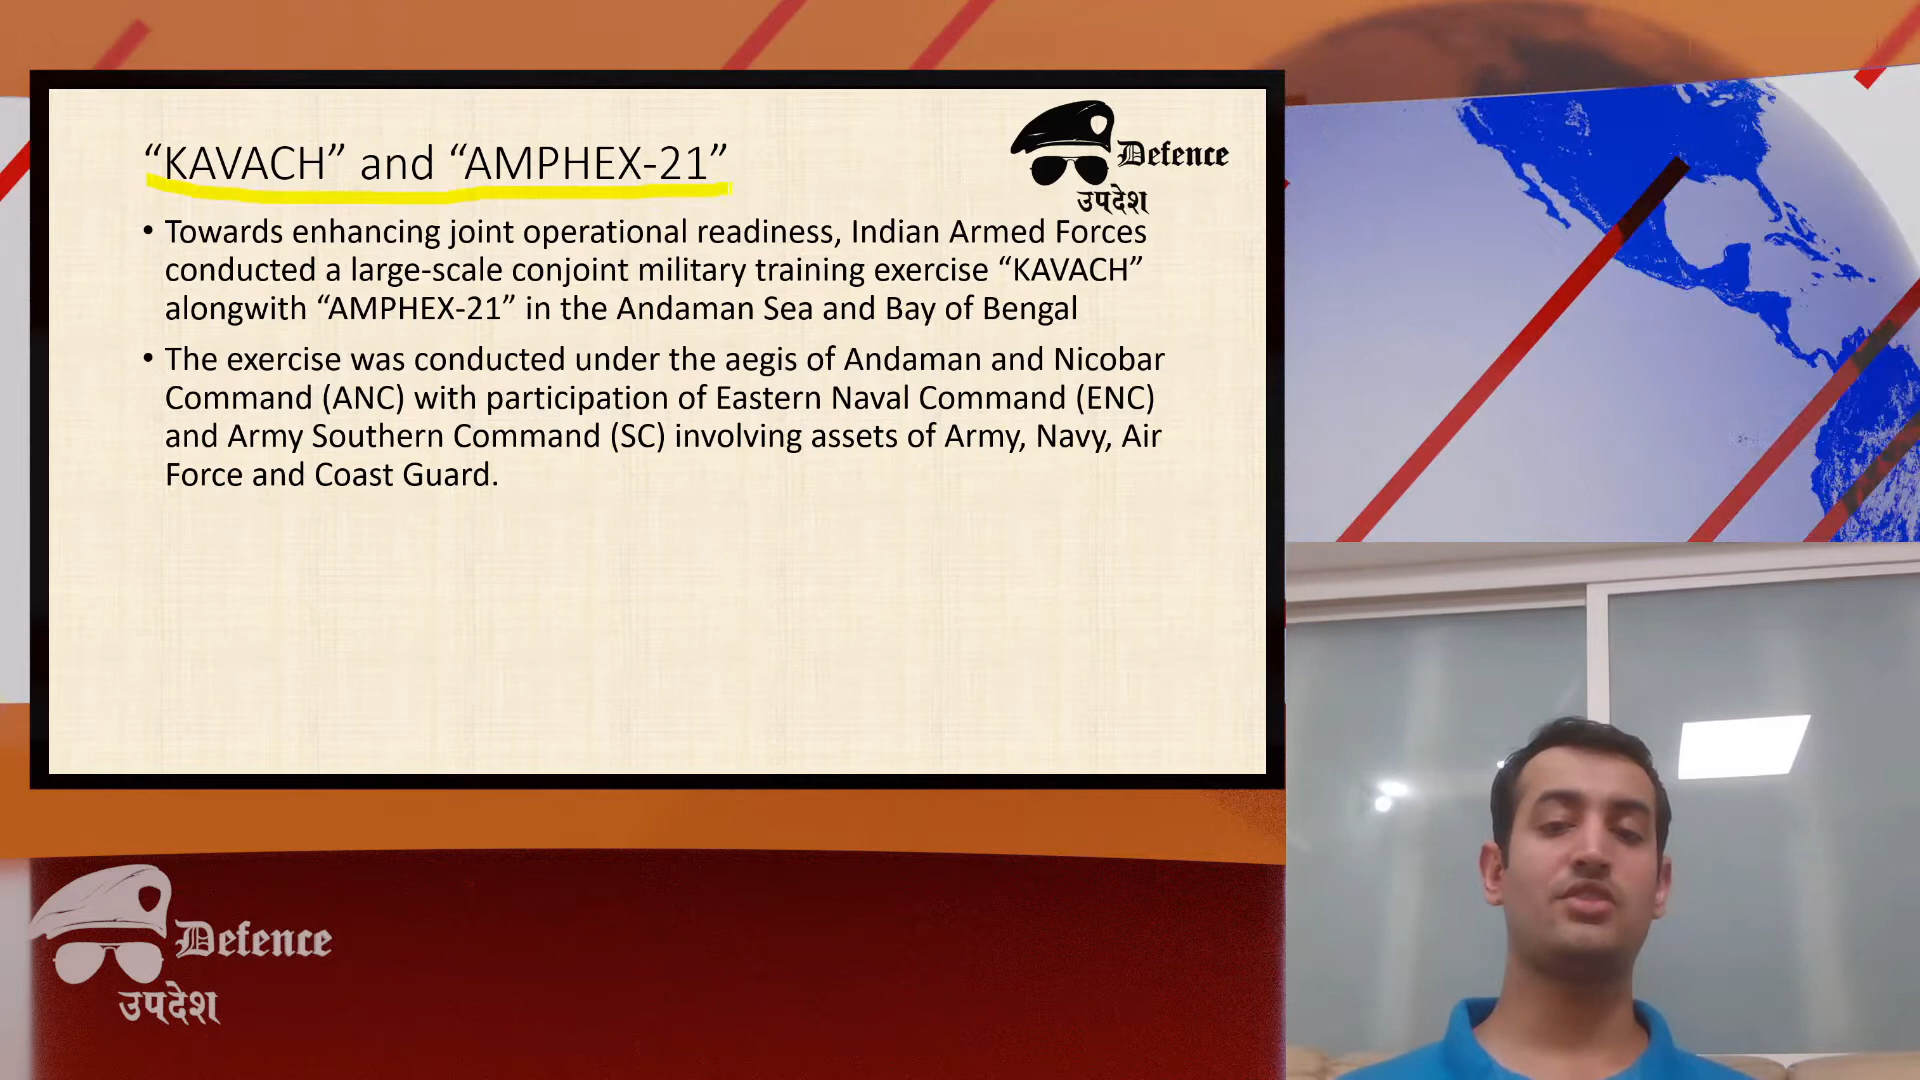 “KAVACH” and “AMPHEX-21”
Defence
उपदेश
• Towards enhancing joint operational readiness, Indian Armed Forces
conducted a large-scale conjoint military training exercise “KAVACH”
alongwith “AMPHEX-21” in the Andaman Sea and Bay of Bengal
• The exercise was conducted under the aegis of Andaman and Nicobar
Command (ANC) with participation of Eastern Naval Command (ENC)
and Army Southern Command (SC) involving assets of Army, Navy, Air
Force and Coast Guard.
Defence
उपदेश